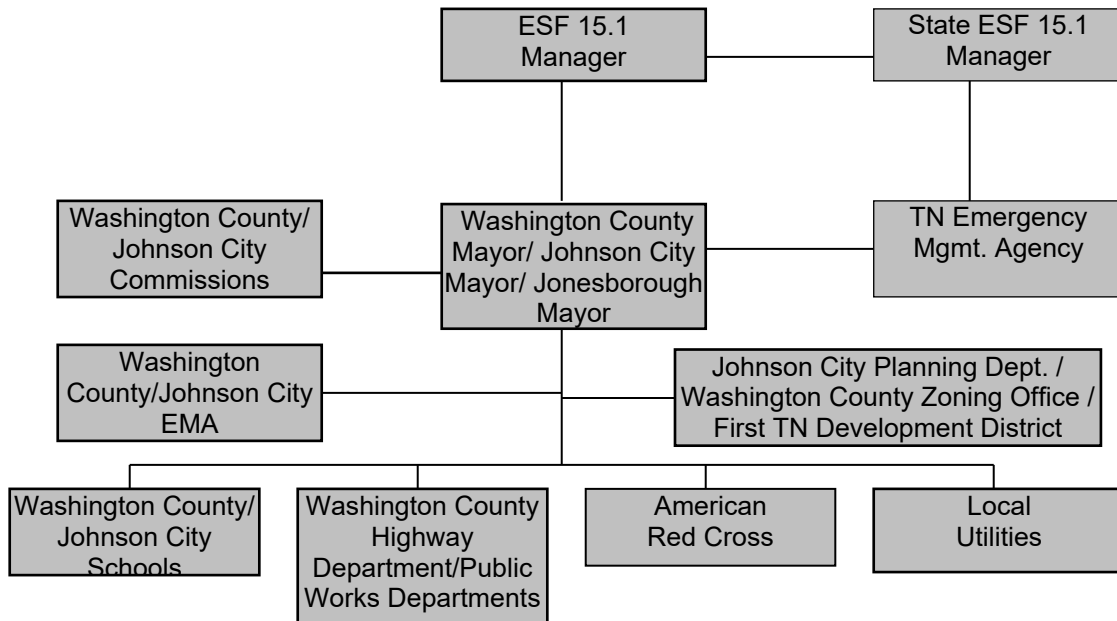 ESF 15.1
Manager
State ESF 15.1
Manager
Washington County/
Johnson City
Commissions
Washington County
Mayor/ Johnson City
Mayor/ Jonesborough
Mayor
TN Emergency
Mgmt. Agency
Washington
County/Johnson City
EMA
Johnson City Planning Dept. /
Washington County Zoning Office /
First TN Development District
Washington County/
Johnson City
Schools
Washington County
Highway
Department/Public
Works Departments
American
Red Cross
Local
Utilities